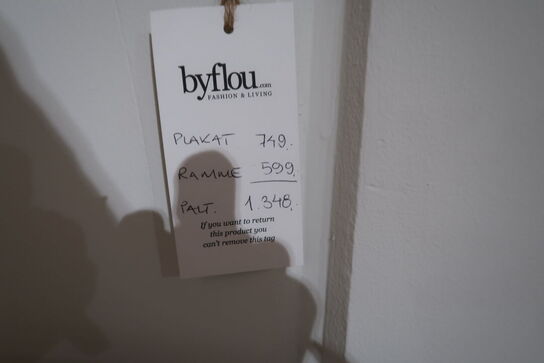 byflou.com
FASHION & LIVING
PLAKAT 749.
RAMME 599.
I ALT. 1.348.
If you want to return
this product you
can't remove this tag